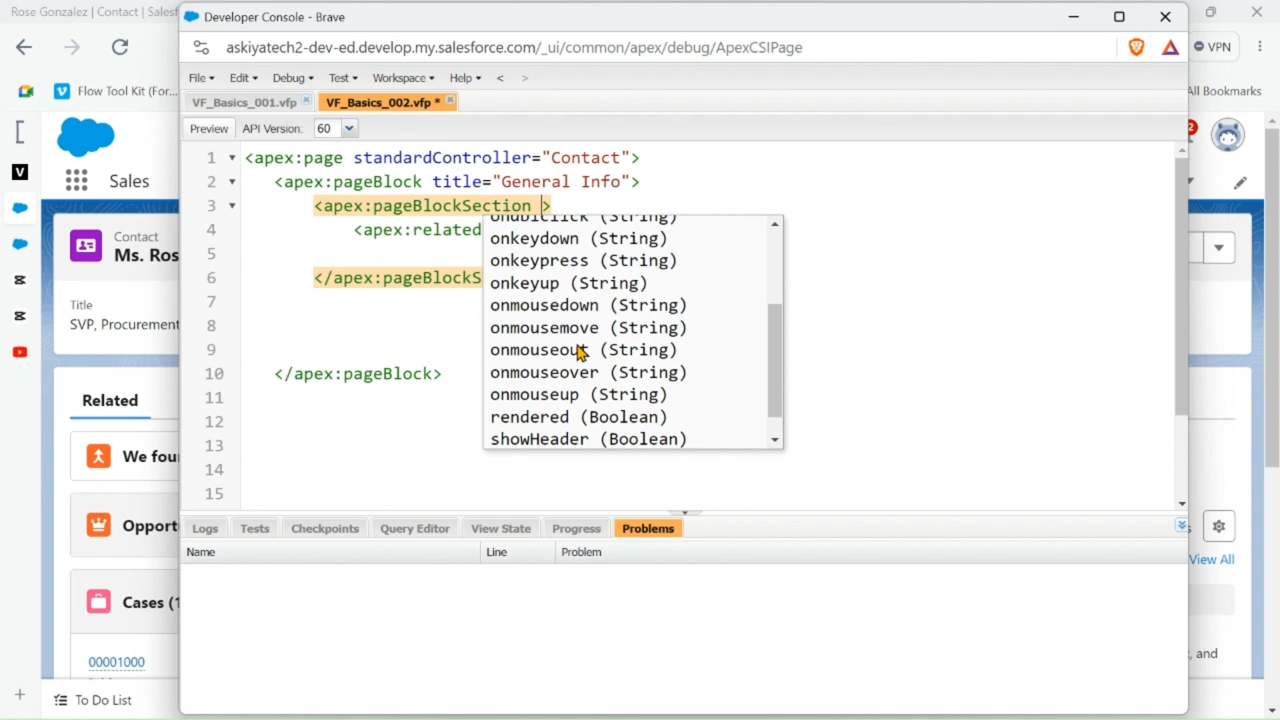 Rose Gonzalez | Contact | Salesf
Developer Console - Brave
askiyatech2-dev-ed.develop.my.salesforce.com/_ui/common/apex/debug/ApexCSIPage
VPN
Flow Tool Kit (For...
All Bookmarks
File Edit Debug Test Workspace Help < >
VF_Basics_001.vfp VF_Basics_002.vfp *
Preview API Version: 60
Sales
2
1 <apex:page standardController="Contact">
2 <apex:pageBlock title="General Info">
3 <apex:pageBlockSection >
4 <apex:related
5
6 </apex:pageBlockS
7
8
9
10 </apex:pageBlock>
11
12
13
14
15
ondblclick (String)
onkeydown (String)
onkeypress (String)
onkeyup (String)
onmousedown (String)
onmousemove (String)
onmouseout (String)
onmouseover (String)
onmouseup (String)
rendered (Boolean)
showHeader (Boolean)
Contact
Ms. Ros
Title
SVP, Procurement
Related
We foun
Opport
Cases (1
00001000
To Do List
Logs Tests Checkpoints Query Editor View State Progress Problems
Name Line Problem
View All
, and
V